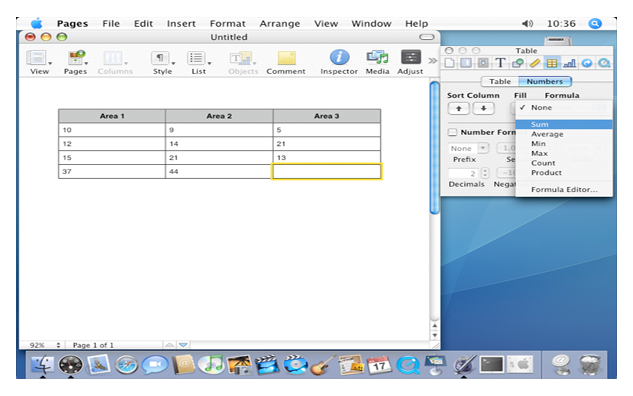 Pages File Edit Insert Format Arrange View Window Help 10:36
Untitled
View Pages Columns Style List Objects Comment Inspector Media Adjust
Area 1 Area 2 Area 3
10 9 5
12 14 21
15 21 13
37 44
92% Page 1 of 1
Table
Table Numbers
Sort Column Fill Formula
✓ None
Sum
Average
Min
Max
Count
Product
Formula Editor...
Number Form
None 1.0
Prefix Se
2
Decimals Negat
17